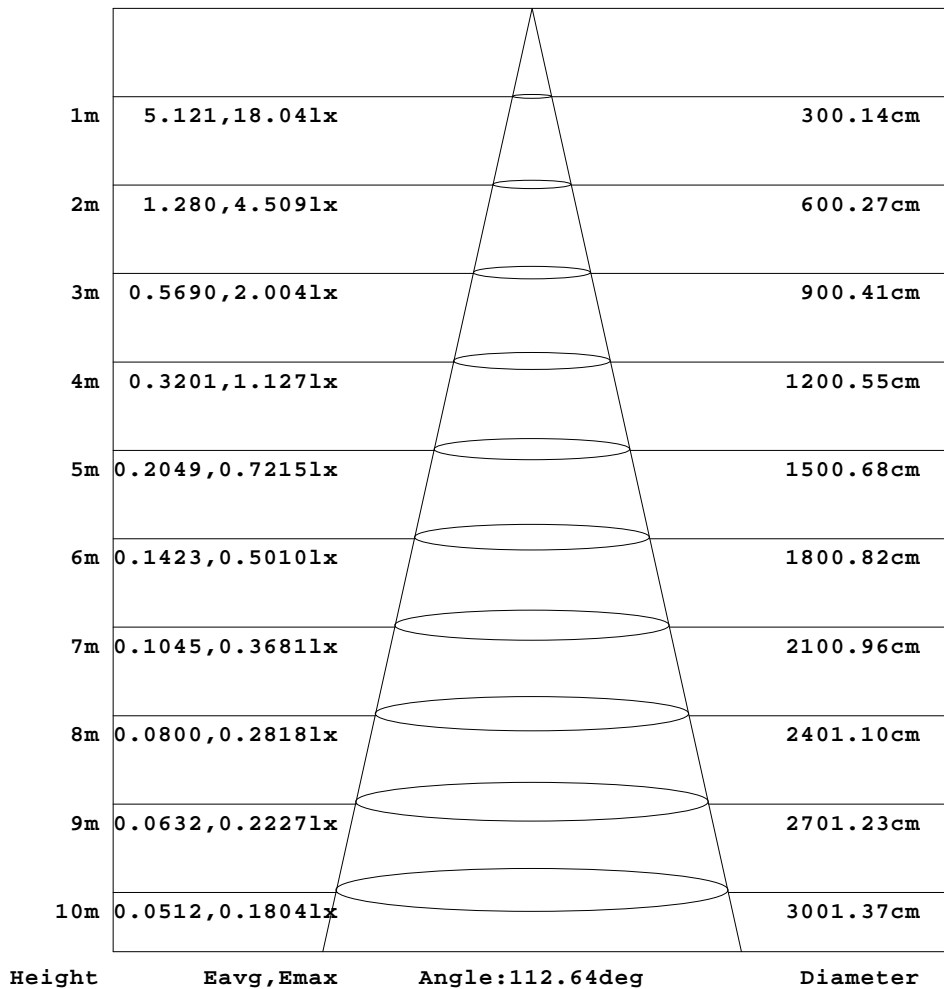 1m 5.121,18.04lx 300.14cm
2m 1.280,4.509lx 600.27cm
3m 0.5690,2.004lx 900.41cm
4m 0.3201,1.127lx 1200.55cm
5m 0.2049,0.7215lx 1500.68cm
6m 0.1423,0.5010lx 1800.82cm
7m 0.1045,0.3681lx 2100.96cm
8m 0.0800,0.2818lx 2401.10cm
9m 0.0632,0.2227lx 2701.23cm
10m 0.0512,0.1804lx 3001.37cm
Height Eavg,Emax Angle:112.64deg Diameter